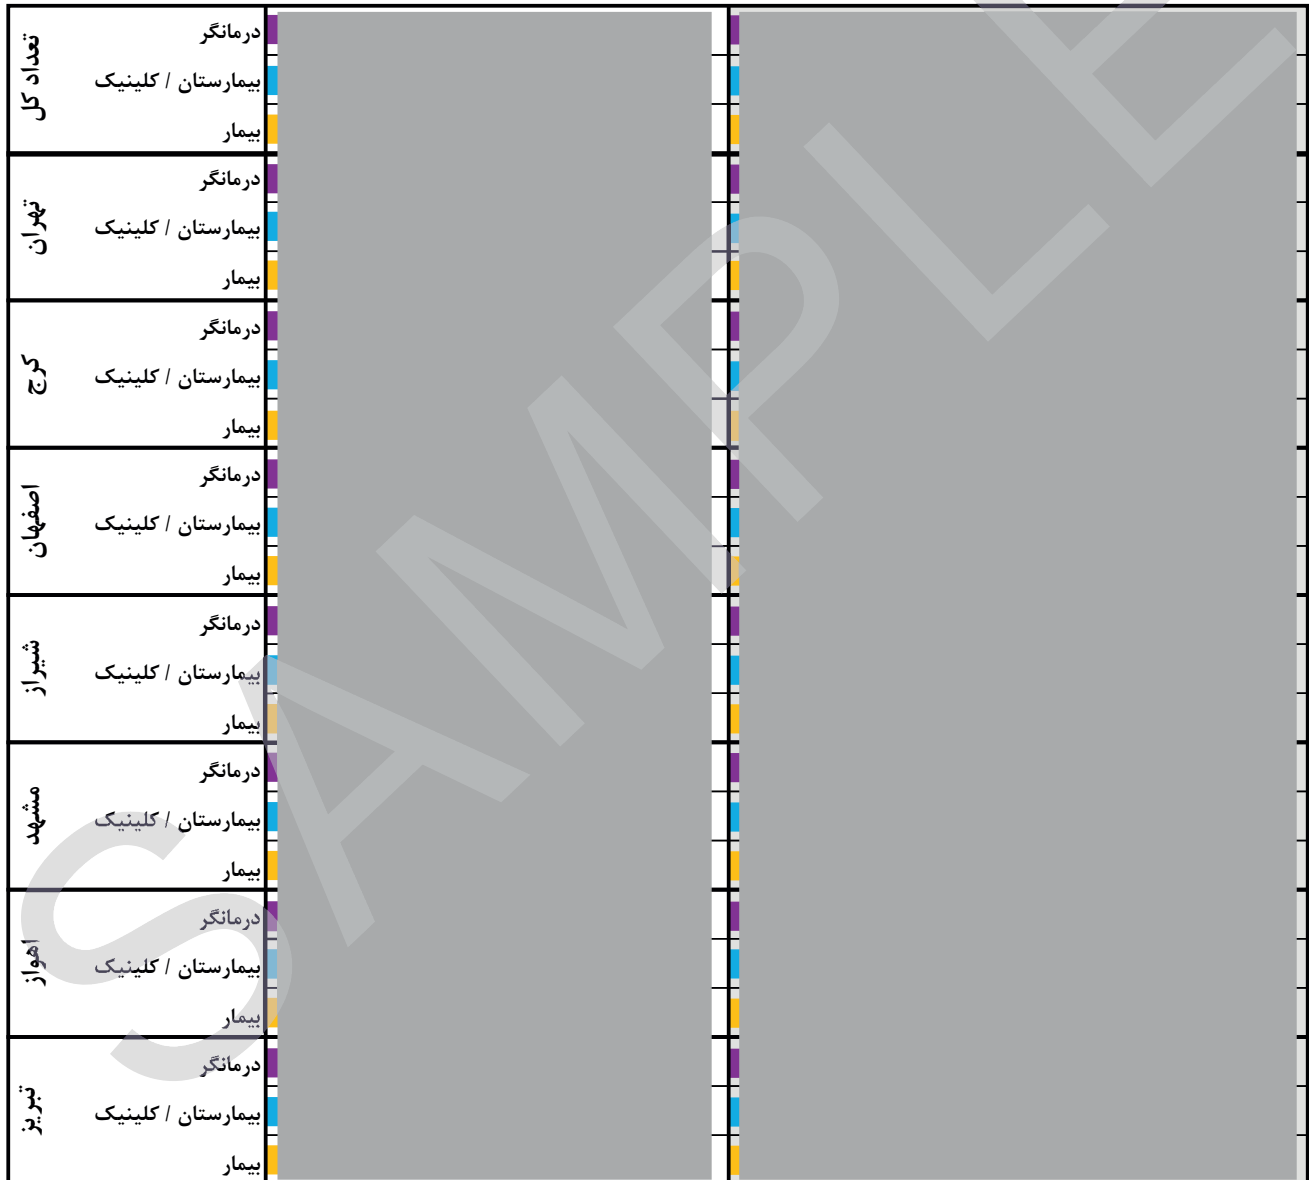 تعداد کل
درمانگر
بیمارستان / کلینیک
بیمار
تهران
درمانگر
بیمارستان / کلینیک
بیمار
کرج
درمانگر
بیمارستان / کلینیک
بیمار
اصفهان
درمانگر
بیمارستان / کلینیک
بیمار
شیراز
درمانگر
بیمارستان / کلینیک
بیمار
مشهد
درمانگر
بیمارستان / کلینیک
بیمار
اهواز
درمانگر
بیمارستان / کلینیک
بیمار
تبریز
درمانگر
بیمارستان / کلینیک
بیمار
SAMPLE